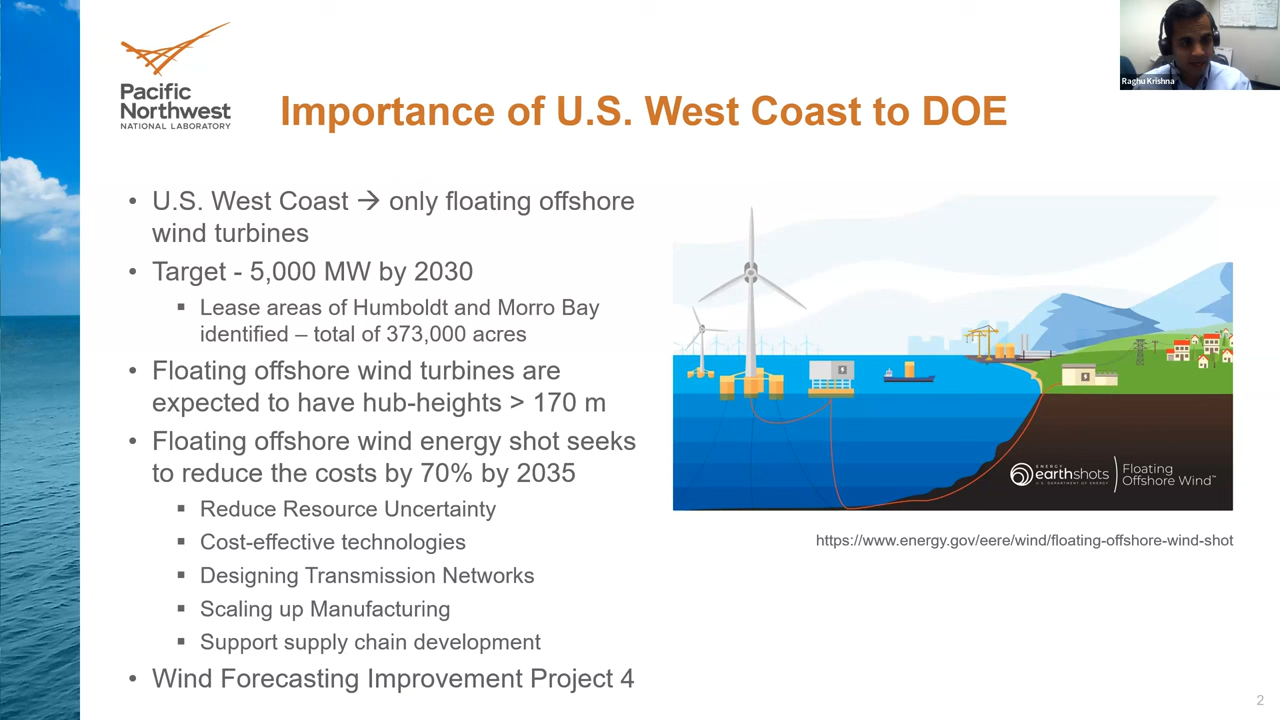 Pacific
Northwest
NATIONAL LABORATORY
Importance of U.S. West Coast to DOE
Raghu Krishna
• U.S. West Coast → only floating offshore
wind turbines
• Target - 5,000 MW by 2030
▪ Lease areas of Humboldt and Morro Bay
identified – total of 373,000 acres
• Floating offshore wind turbines are
expected to have hub-heights > 170 m
• Floating offshore wind energy shot seeks
to reduce the costs by 70% by 2035
▪ Reduce Resource Uncertainty
▪ Cost-effective technologies
▪ Designing Transmission Networks
▪ Scaling up Manufacturing
▪ Support supply chain development
• Wind Forecasting Improvement Project 4
ENERGY
earthshots
U.S. DEPARTMENT OF ENERGY
Floating
Offshore Wind™
https://www.energy.gov/eere/wind/floating-offshore-wind-shot
2